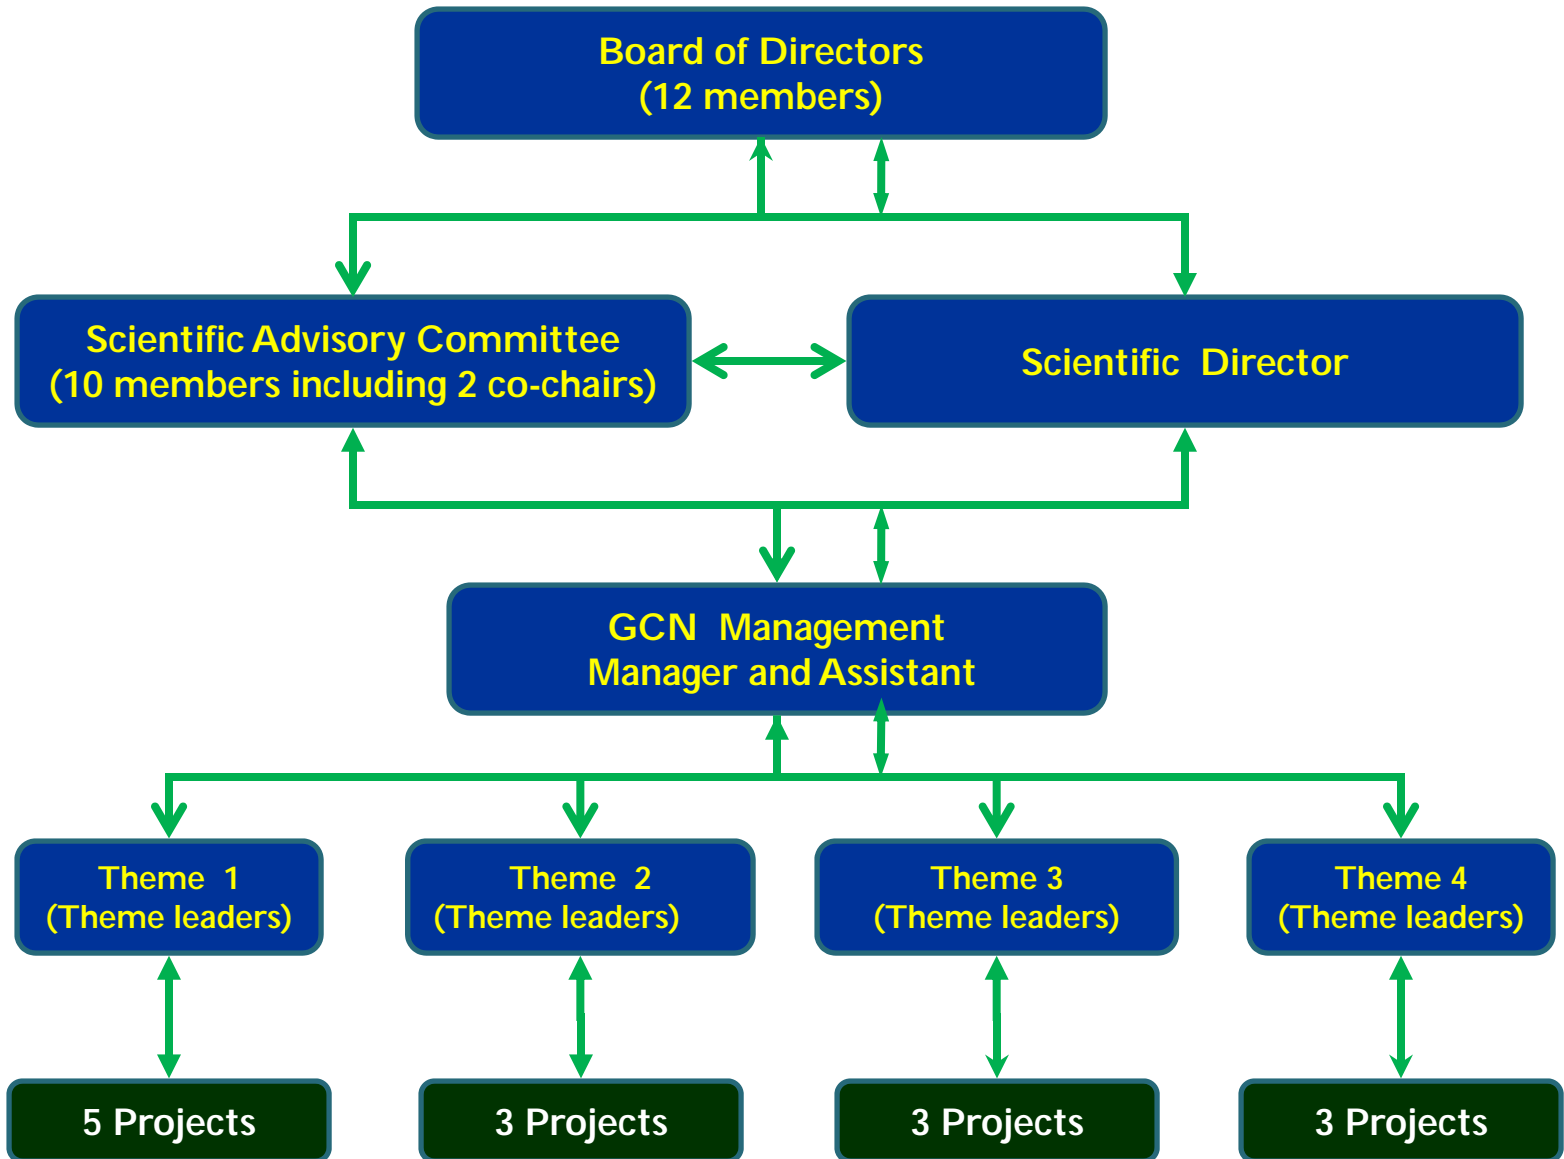 Board of Directors
(12 members)
Scientific Advisory Committee
(10 members including 2 co-chairs)
Scientific Director
GCN Management
Manager and Assistant
Theme 1
(Theme leaders)
Theme 2
(Theme leaders)
Theme 3
(Theme leaders)
Theme 4
(Theme leaders)
5 Projects
3 Projects
3 Projects
3 Projects